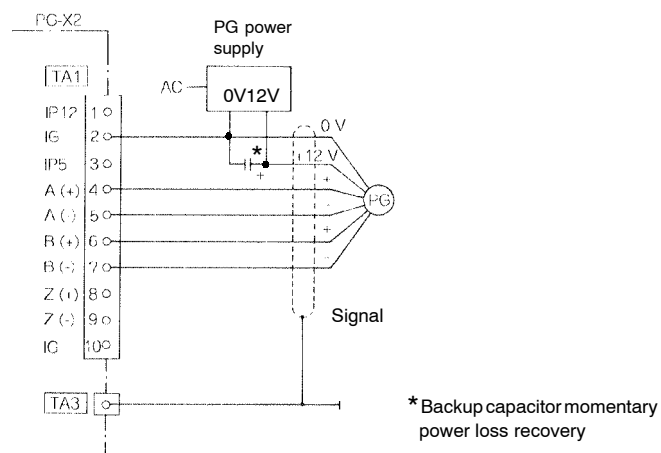 PG-X2
PG power
supply
TA1
AC
0V12V
IP12 1
IG 2
0 V
IP5 3
*
+
+12 V
A (+) 4
+
A (-) 5
-
PG
B (+) 6
+
B (-) 7
-
Z (+) 8
Z (-) 9
Signal
IG 10
TA3
* Backup capacitor momentary
power loss recovery